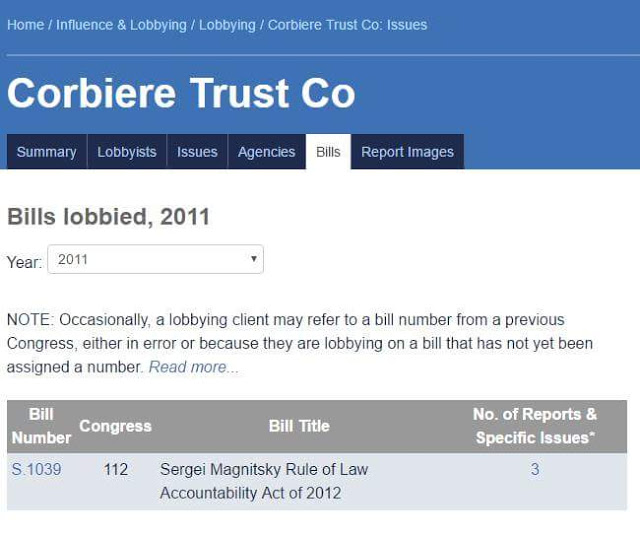 Home / Influence & Lobbying / Lobbying / Corbiere Trust Co: Issues
Corbiere Trust Co
Summary Lobbyists Issues Agencies Bills Report Images
Bills lobbied, 2011
Year: 2011
NOTE: Occasionally, a lobbying client may refer to a bill number from a previous
Congress, either in error or because they are lobbying on a bill that has not yet been
assigned a number. Read more...
Bill Number Congress Bill Title No. of Reports & Specific Issues*
S.1039 112 Sergei Magnitsky Rule of Law 3
Accountability Act of 2012